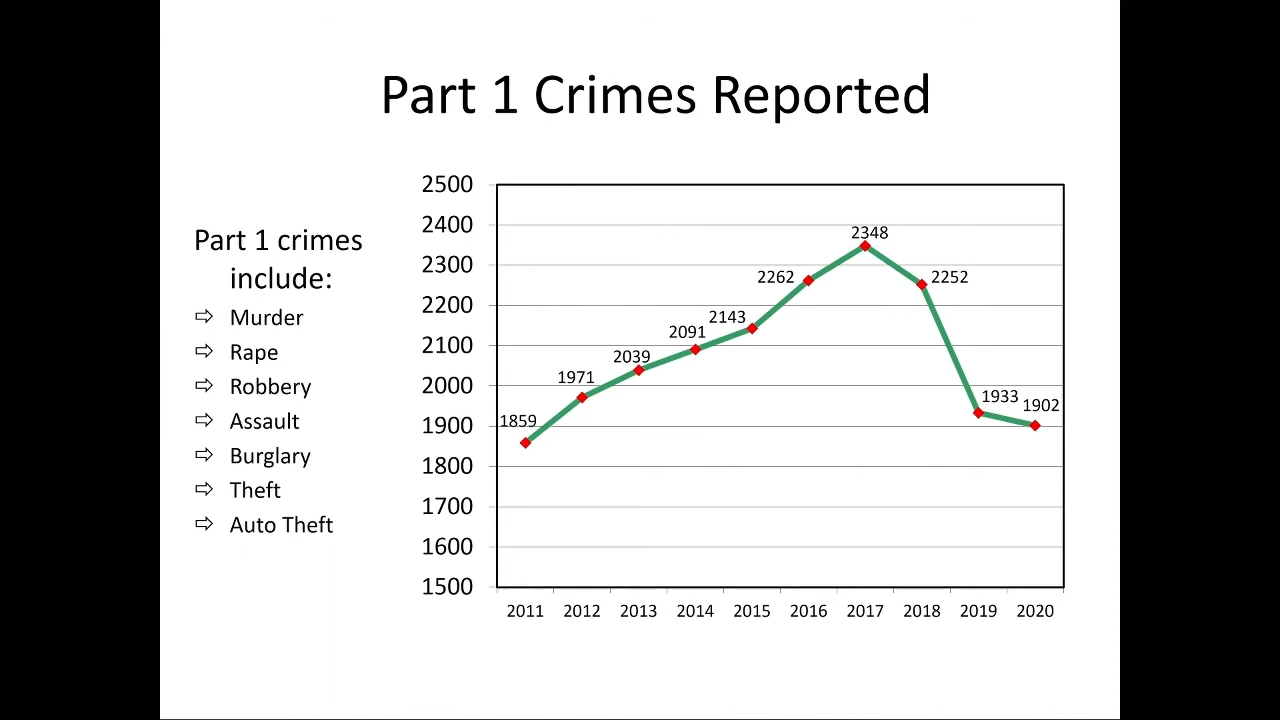 Part 1 Crimes Reported
Part 1 crimes
include:
⇨ Murder
⇨ Rape
⇨ Robbery
⇨ Assault
⇨ Burglary
⇨ Theft
⇨ Auto Theft
2500
2400
2300
2200
2100
2000
1900
1800
1700
1600
1500
1859
1971
2039
2091
2143
2262
2348
2252
1933
1902
2011 2012 2013 2014 2015 2016 2017 2018 2019 2020